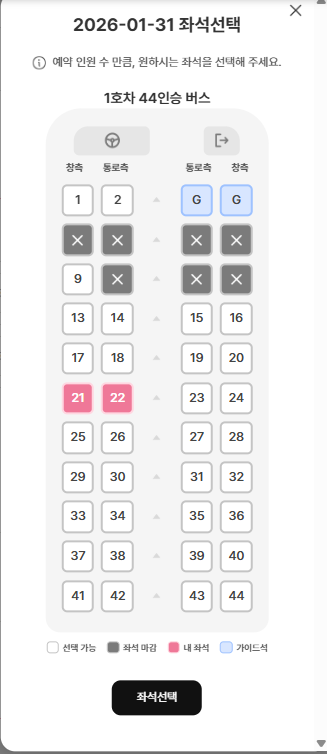 2026-01-31 좌석선택
예약 인원 수 만큼, 원하시는 좌석을 선택해 주세요.
1호차 44인승 버스
창측 통로측 통로측 창측
1 2 G G
9
13 14 15 16
17 18 19 20
21 22 23 24
25 26 27 28
29 30 31 32
33 34 35 36
37 38 39 40
41 42 43 44
선택 가능 좌석 마감 내 좌석 가이드석
좌석선택